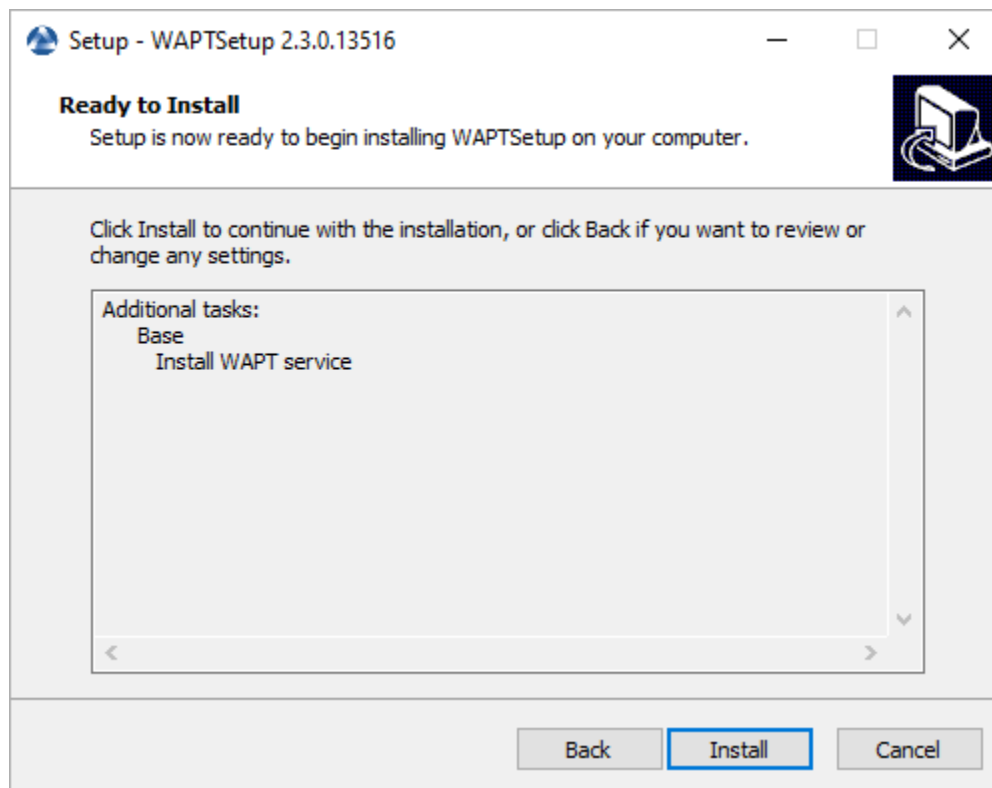 Setup - WAPTSetup 2.3.0.13516
Ready to Install
Setup is now ready to begin installing WAPTSetup on your computer.
Click Install to continue with the installation, or click Back if you want to review or
change any settings.
Additional tasks:
Base
Install WAPT service
Back
Install
Cancel